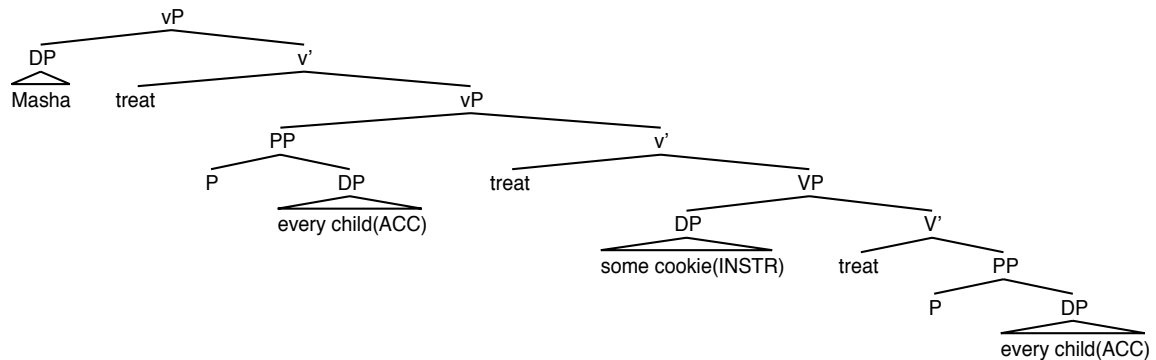 vP
DP v’
Masha treat vP
PP v’
P DP treat VP
every child(ACC) DP V’
some cookie(INSTR) treat PP
P DP
every child(ACC)